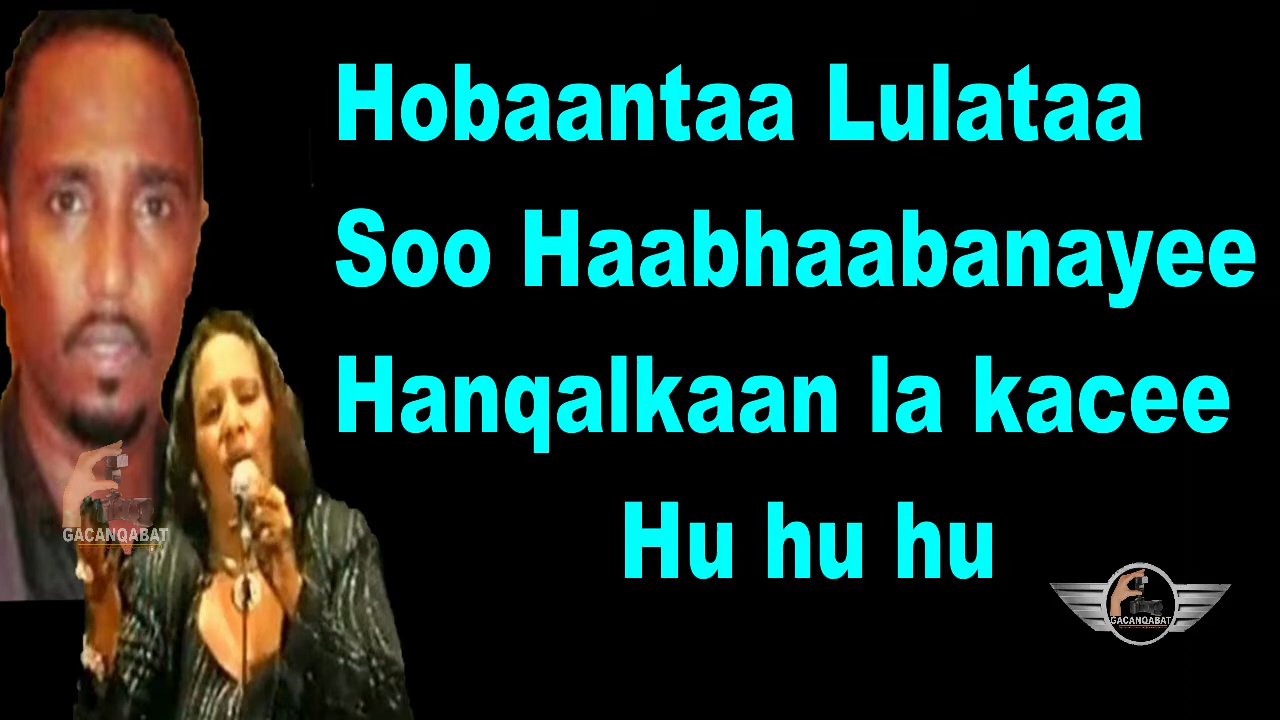 Hobaantaa Lulataa
Soo Haabhaabanayee
Hanqalkaan la kacee
Hu hu hu
GACANQABAT
GACANQABAT